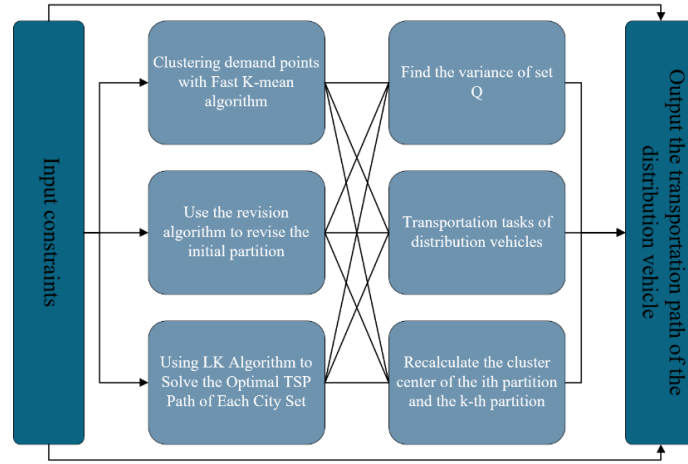 Input constraints
Clustering demand points
with Fast K-mean
algorithm
Use the revision
algorithm to revise the
initial partition
Using LK Algorithm to
Solve the Optimal TSP
Path of Each City Set
Find the variance of set
Q
Transportation tasks of
distribution vehicles
Recalculate the cluster
center of the ith partition
and the k-th partition
Output the transportation path of the
distribution vehicle